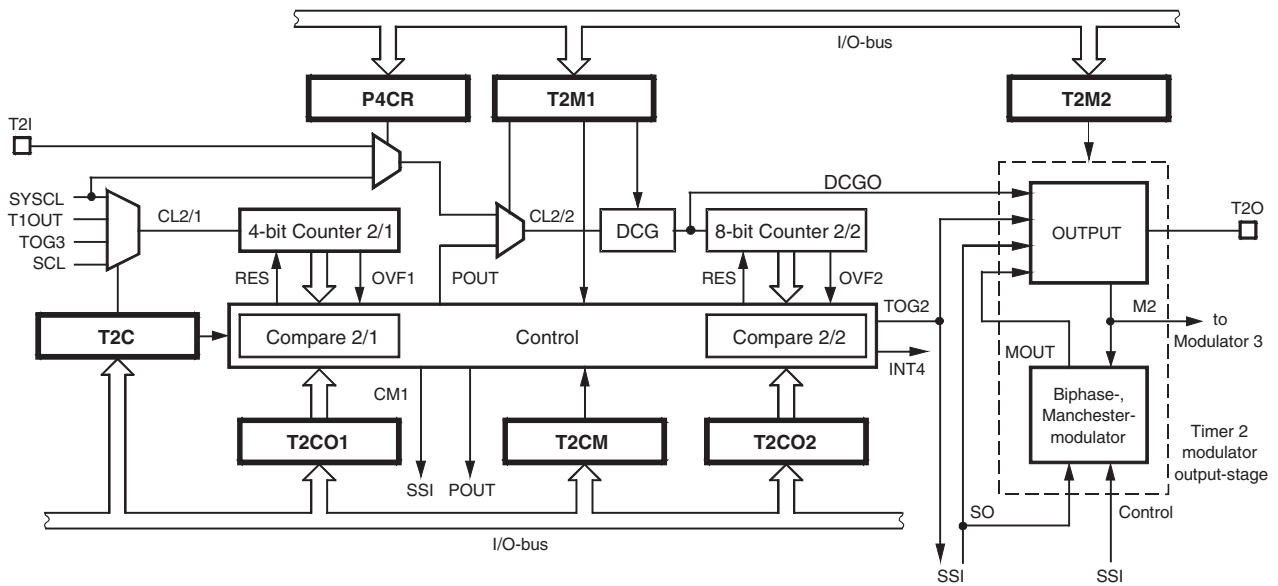 I/O-bus
P4CR
T2M1
T2M2
T2I
SYSCL
T1OUT
TOG3
SCL
CL2/1
4-bit Counter 2/1
CL2/2
DCG
8-bit Counter 2/2
DCGO
OUTPUT
T2O
RES
OVF1
POUT
RES
OVF2
TOG2
T2C
Compare 2/1
Control
Compare 2/2
INT4
M2
to
Modulator 3
MOUT
Biphase-,
Manchester-
modulator
CM1
T2CO1
T2CM
T2CO2
Timer 2
modulator
output-stage
SSI
POUT
SO
Control
I/O-bus
SSI
SSI